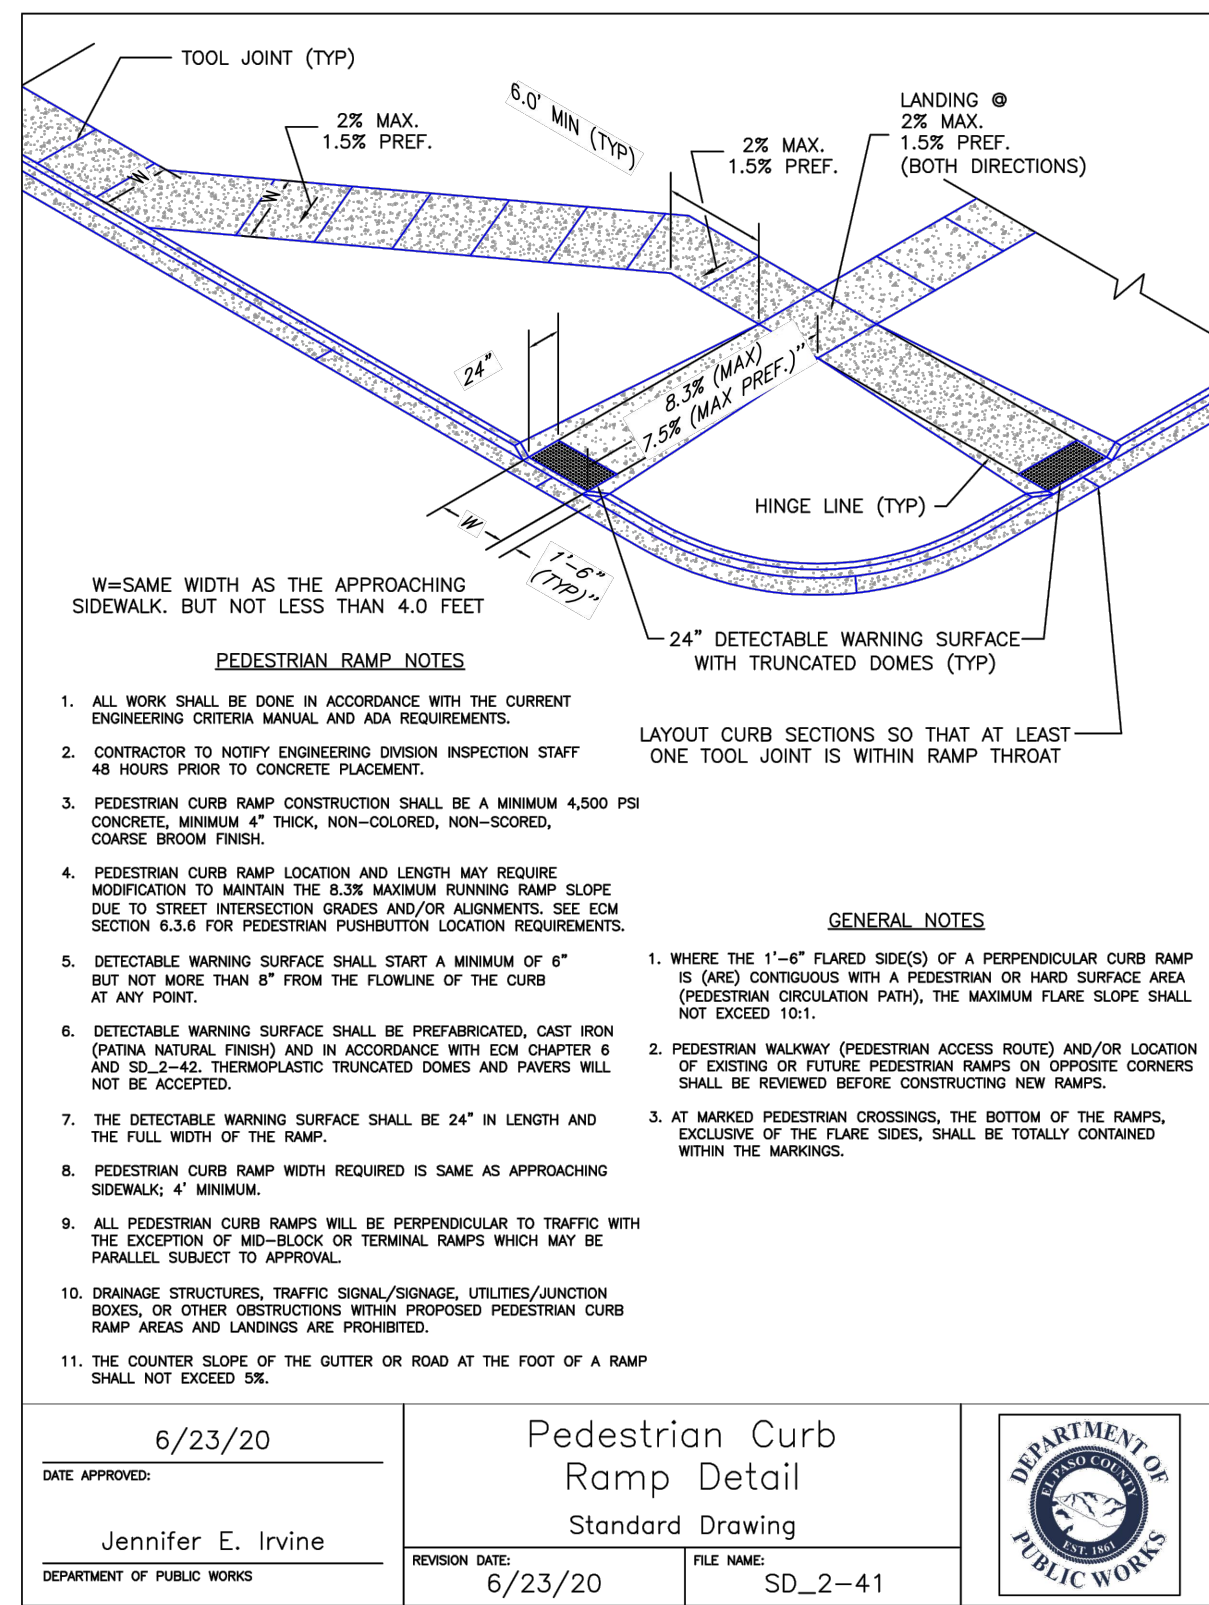 TOOL JOINT (TYP)
2% MAX.
1.5% PREF.
6.0' MIN (TYP)
2% MAX.
1.5% PREF.
LANDING @
2% MAX.
1.5% PREF.
(BOTH DIRECTIONS)
W
W
24"
8.3% (MAX)
7.5% (MAX PREF.)"
HINGE LINE (TYP)
W
1'-6"
(TYP)"
W=SAME WIDTH AS THE APPROACHING
SIDEWALK. BUT NOT LESS THAN 4.0 FEET
24" DETECTABLE WARNING SURFACE
WITH TRUNCATED DOMES (TYP)
LAYOUT CURB SECTIONS SO THAT AT LEAST
ONE TOOL JOINT IS WITHIN RAMP THROAT
PEDESTRIAN RAMP NOTES
1. ALL WORK SHALL BE DONE IN ACCORDANCE WITH THE CURRENT
ENGINEERING CRITERIA MANUAL AND ADA REQUIREMENTS.
2. CONTRACTOR TO NOTIFY ENGINEERING DIVISION INSPECTION STAFF
48 HOURS PRIOR TO CONCRETE PLACEMENT.
3. PEDESTRIAN CURB RAMP CONSTRUCTION SHALL BE A MINIMUM 4,500 PSI
CONCRETE, MINIMUM 4" THICK, NON-COLORED, NON-SCORED,
COARSE BROOM FINISH.
4. PEDESTRIAN CURB RAMP LOCATION AND LENGTH MAY REQUIRE
MODIFICATION TO MAINTAIN THE 8.3% MAXIMUM RUNNING RAMP SLOPE
DUE TO STREET INTERSECTION GRADES AND/OR ALIGNMENTS. SEE ECM
SECTION 6.3.6 FOR PEDESTRIAN PUSHBUTTON LOCATION REQUIREMENTS.
5. DETECTABLE WARNING SURFACE SHALL START A MINIMUM OF 6"
BUT NOT MORE THAN 8" FROM THE FLOWLINE OF THE CURB
AT ANY POINT.
6. DETECTABLE WARNING SURFACE SHALL BE PREFABRICATED, CAST IRON
(PATINA NATURAL FINISH) AND IN ACCORDANCE WITH ECM CHAPTER 6
AND SD_2-42. THERMOPLASTIC TRUNCATED DOMES AND PAVERS WILL
NOT BE ACCEPTED.
7. THE DETECTABLE WARNING SURFACE SHALL BE 24" IN LENGTH AND
THE FULL WIDTH OF THE RAMP.
8. PEDESTRIAN CURB RAMP WIDTH REQUIRED IS SAME AS APPROACHING
SIDEWALK; 4' MINIMUM.
9. ALL PEDESTRIAN CURB RAMPS WILL BE PERPENDICULAR TO TRAFFIC WITH
THE EXCEPTION OF MID-BLOCK OR TERMINAL RAMPS WHICH MAY BE
PARALLEL SUBJECT TO APPROVAL.
10. DRAINAGE STRUCTURES, TRAFFIC SIGNAL/SIGNAGE, UTILITIES/JUNCTION
BOXES, OR OTHER OBSTRUCTIONS WITHIN PROPOSED PEDESTRIAN CURB
RAMP AREAS AND LANDINGS ARE PROHIBITED.
11. THE COUNTER SLOPE OF THE GUTTER OR ROAD AT THE FOOT OF A RAMP
SHALL NOT EXCEED 5%.
GENERAL NOTES
1. WHERE THE 1'-6" FLARED SIDE(S) OF A PERPENDICULAR CURB RAMP
IS (ARE) CONTIGUOUS WITH A PEDESTRIAN OR HARD SURFACE AREA
(PEDESTRIAN CIRCULATION PATH), THE MAXIMUM FLARE SLOPE SHALL
NOT EXCEED 10:1.
2. PEDESTRIAN WALKWAY (PEDESTRIAN ACCESS ROUTE) AND/OR LOCATION
OF EXISTING OR FUTURE PEDESTRIAN RAMPS ON OPPOSITE CORNERS
SHALL BE REVIEWED BEFORE CONSTRUCTING NEW RAMPS.
3. AT MARKED PEDESTRIAN CROSSINGS, THE BOTTOM OF THE RAMPS,
EXCLUSIVE OF THE FLARE SIDES, SHALL BE TOTALLY CONTAINED
WITHIN THE MARKINGS.
6/23/20
DATE APPROVED:
Jennifer E. Irvine
DEPARTMENT OF PUBLIC WORKS
Pedestrian Curb
Ramp Detail
Standard Drawing
REVISION DATE:
6/23/20
FILE NAME:
SD_2-41
DEPARTMENT OF
PUBLIC WORKS
EL PASO COUNTY
EST. 1861